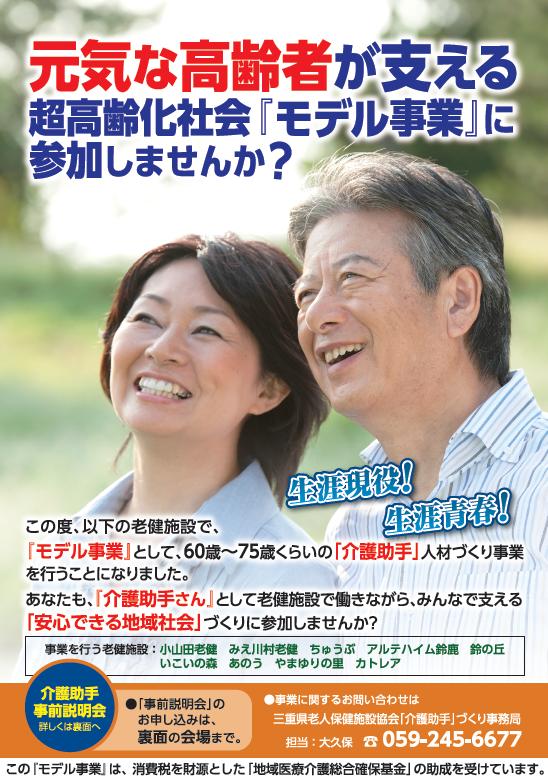 元気な高齢者が支える
超高齢化社会『モデル事業』に
参加しませんか？
生涯現役！
生涯青春！
この度、以下の老健施設で、
『モデル事業』として、60歳〜75歳くらいの「介護助手」人材づくり事業
を行うことになりました。
あなたも、『介護助手さん』として老健施設で働きながら、みんなで支える
「安心できる地域社会」づくりに参加しませんか？
事業を行う老健施設：小山田老健　みえ川村老健　ちゅうぶ　アルテハイム鈴鹿　鈴の丘
いこいの森　あのう　やまゆりの里　カトレア
介護助手
事前説明会
詳しくは裏面へ
●「事前説明会」の
お申し込みは、
裏面の会場まで。
●事業に関するお問い合わせは
三重県老人保健施設協会「介護助手」づくり事務局
担当：大久保　☎ 059-245-6677
この『モデル事業』は、消費税を財源とした「地域医療介護総合確保基金」の助成を受けています。